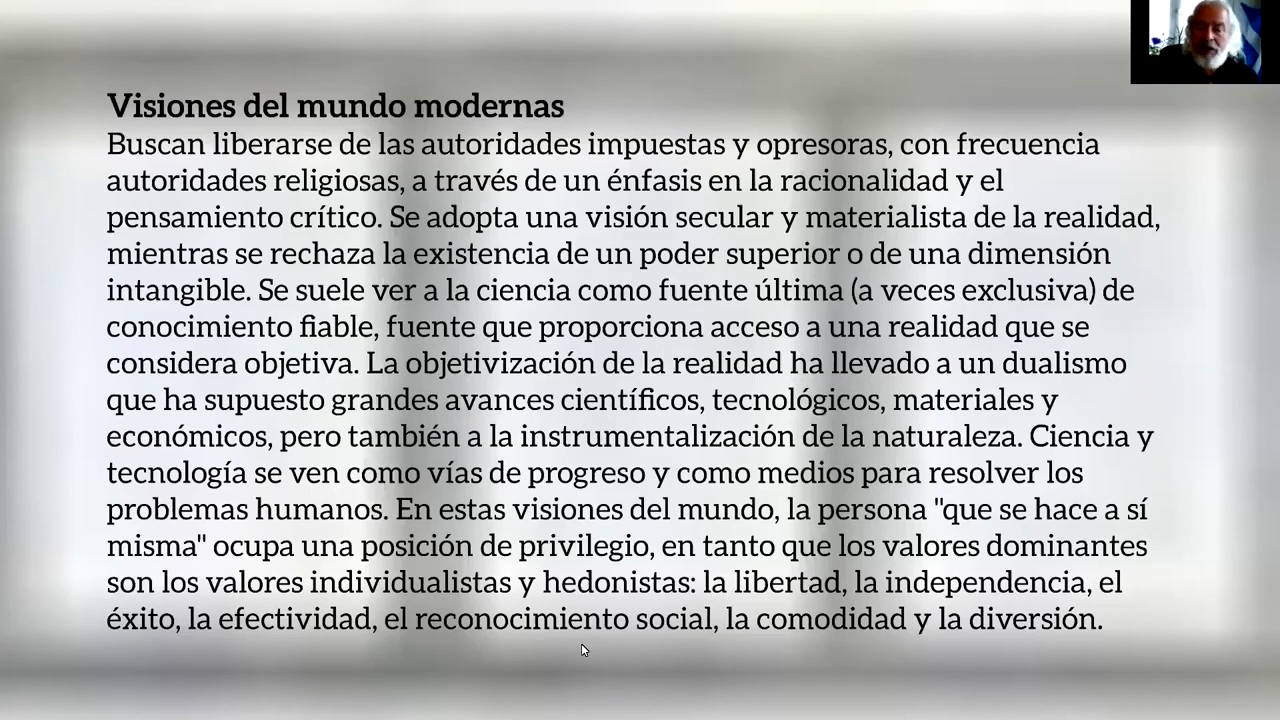 Visiones del mundo modernas
Buscan liberarse de las autoridades impuestas y opresoras, con frecuencia
autoridades religiosas, a través de un énfasis en la racionalidad y el
pensamiento crítico. Se adopta una visión secular y materialista de la realidad,
mientras se rechaza la existencia de un poder superior o de una dimensión
intangible. Se suele ver a la ciencia como fuente última (a veces exclusiva) de
conocimiento fiable, fuente que proporciona acceso a una realidad que se
considera objetiva. La objetivización de la realidad ha llevado a un dualismo
que ha supuesto grandes avances científicos, tecnológicos, materiales y
económicos, pero también a la instrumentalización de la naturaleza. Ciencia y
tecnología se ven como vías de progreso y como medios para resolver los
problemas humanos. En estas visiones del mundo, la persona "que se hace a sí
misma" ocupa una posición de privilegio, en tanto que los valores dominantes
son los valores individualistas y hedonistas: la libertad, la independencia, el
éxito, la efectividad, el reconocimiento social, la comodidad y la diversión.